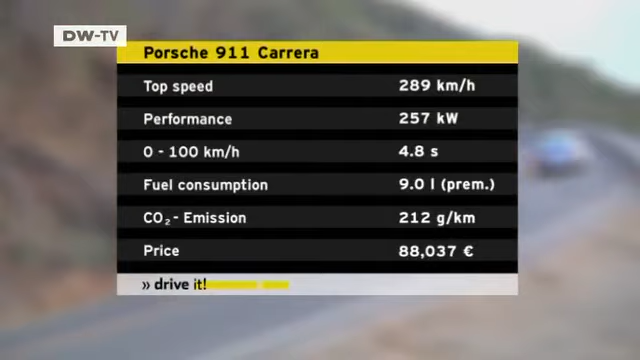 DW-TV
Porsche 911 Carrera
Top speed 289 km/h
Performance 257 kW
0 - 100 km/h 4.8 s
Fuel consumption 9.0 l (prem.)
CO₂ - Emission 212 g/km
Price 88,037 €
» drive it!